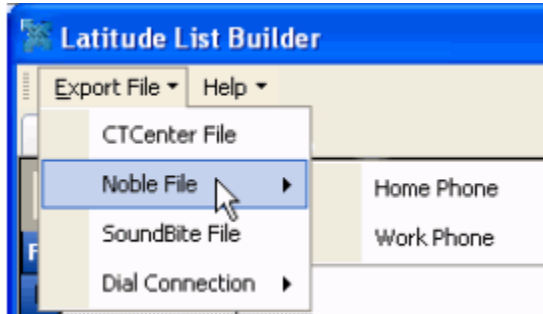 Latitude List Builder
Export File Help
CTCenter File
Noble File
Home Phone
SoundBite File
Work Phone
Dial Connection